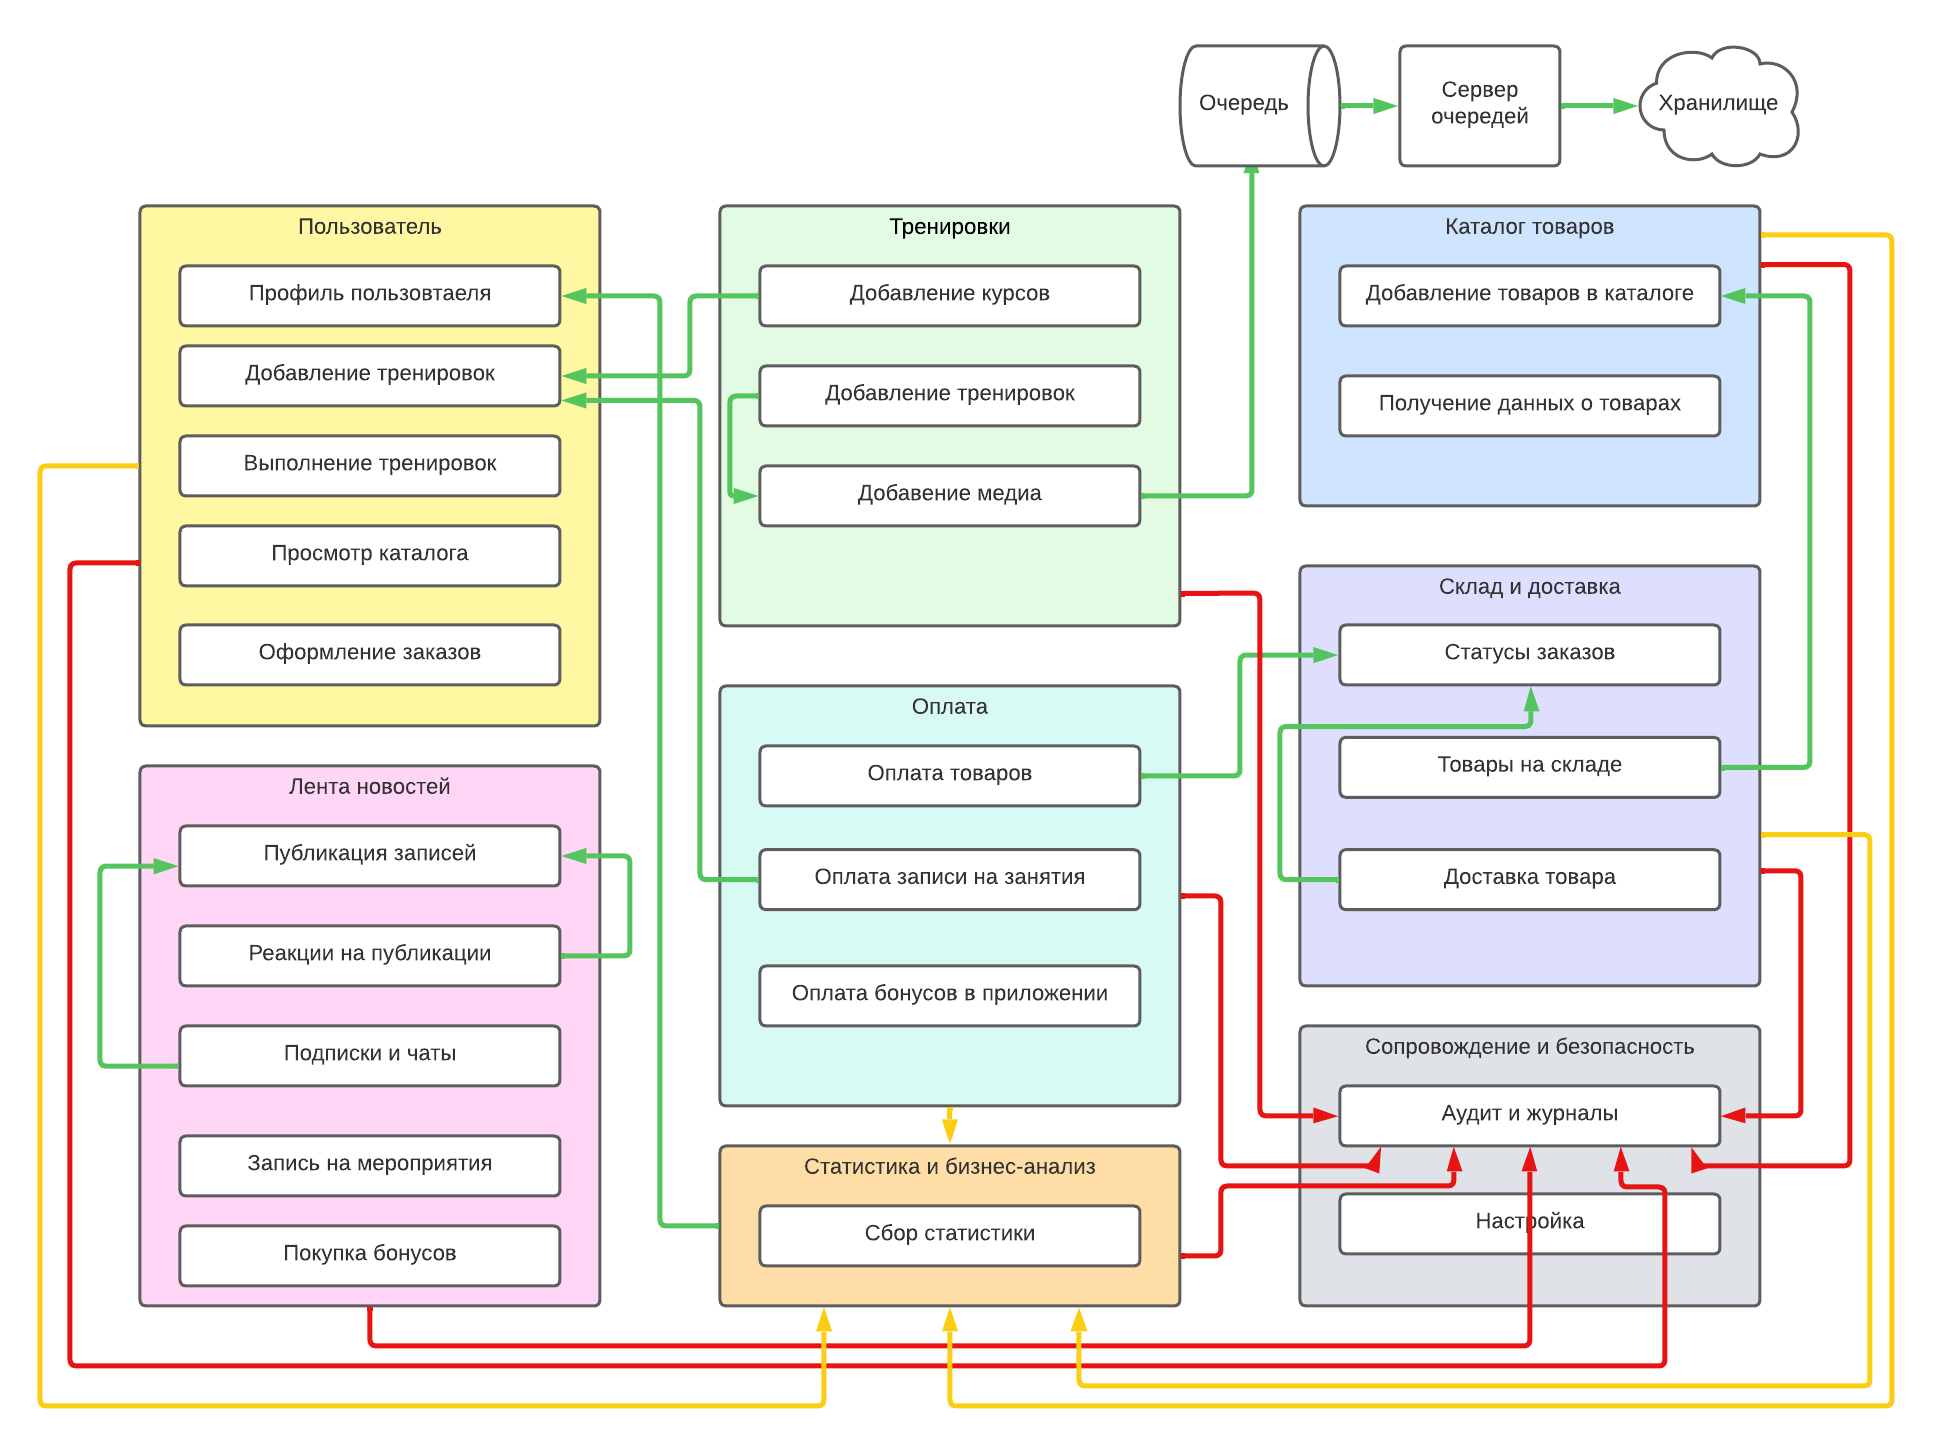 Очередь
Сервер
очередей
Хранилище
Пользователь
Профиль пользовтаеля
Добавление тренировок
Выполнение тренировок
Просмотр каталога
Оформление заказов
Тренировки
Добавление курсов
Добавление тренировок
Добавение медиа
Каталог товаров
Добавление товаров в каталоге
Получение данных о товарах
Склад и доставка
Статусы заказов
Товары на складе
Доставка товара
Оплата
Оплата товаров
Оплата записи на занятия
Оплата бонусов в приложении
Лента новостей
Публикация записей
Реакции на публикации
Подписки и чаты
Запись на мероприятия
Покупка бонусов
Статистика и бизнес-анализ
Сбор статистики
Сопровождение и безопасность
Аудит и журналы
Настройка